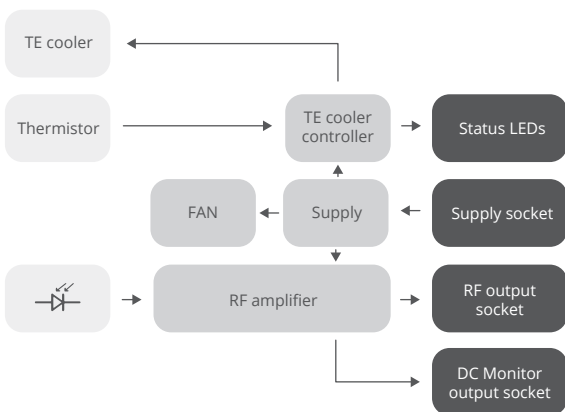 TE cooler
Thermistor
TE cooler
controller
Status LEDs
FAN
Supply
Supply socket
RF amplifier
RF output
socket
DC Monitor
output socket